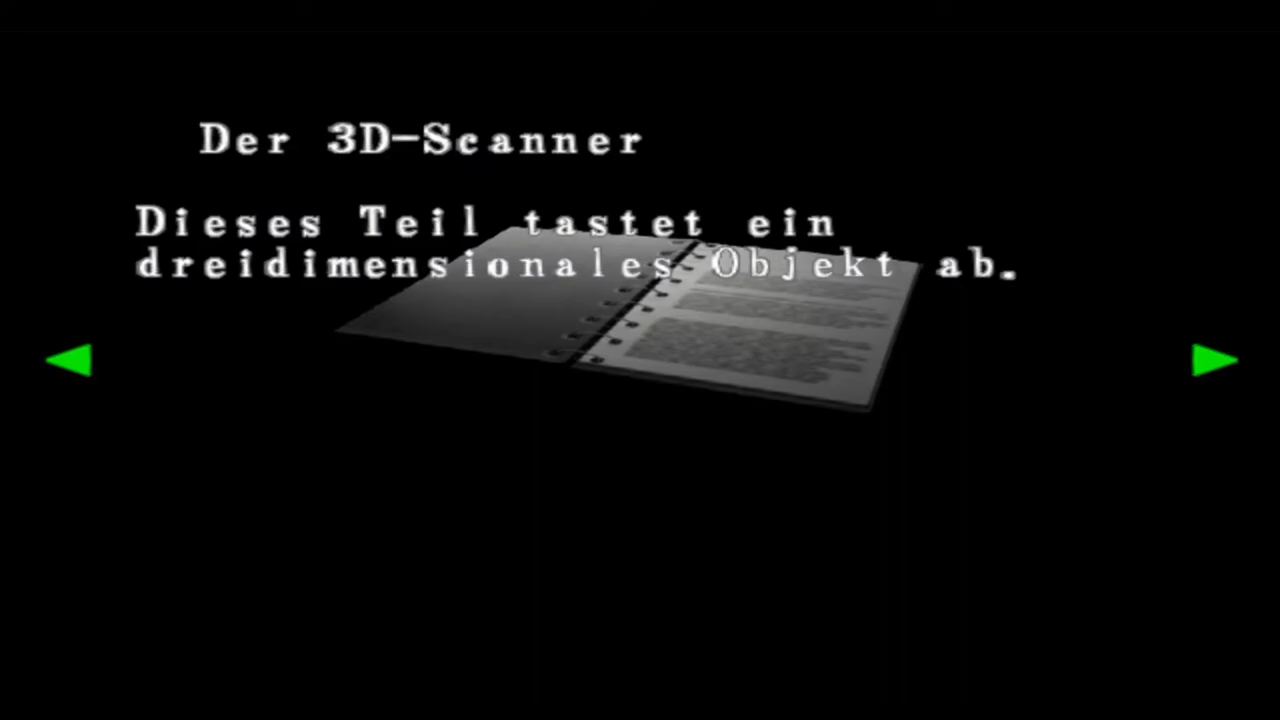 Der 3D-Scanner
Dieses Teil tastet ein
dreidimensionales Objekt ab.